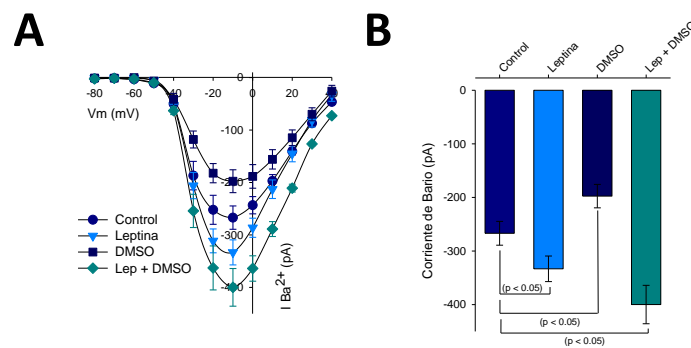 A
B
-80
-60
-40
-20
0
20
40
Vm (mV)
-100
-200
-300
-400
I Ba2+ (pA)
Control
Leptina
DMSO
Lep + DMSO
Control
Leptina
DMSO
Lep + DMSO
0
-100
-200
-300
-400
Corriente de Bario (pA)
(p < 0.05)
(p < 0.05)
(p < 0.05)